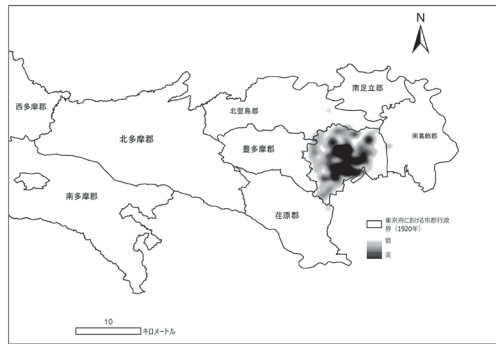 N
南足立郡
西多摩郡
北豊島郡
北多摩郡
豊多摩郡
南葛飾郡
南多摩郡
荏原郡
東京府における市郡行政
界（1920年）
低
高
10
キロメートル